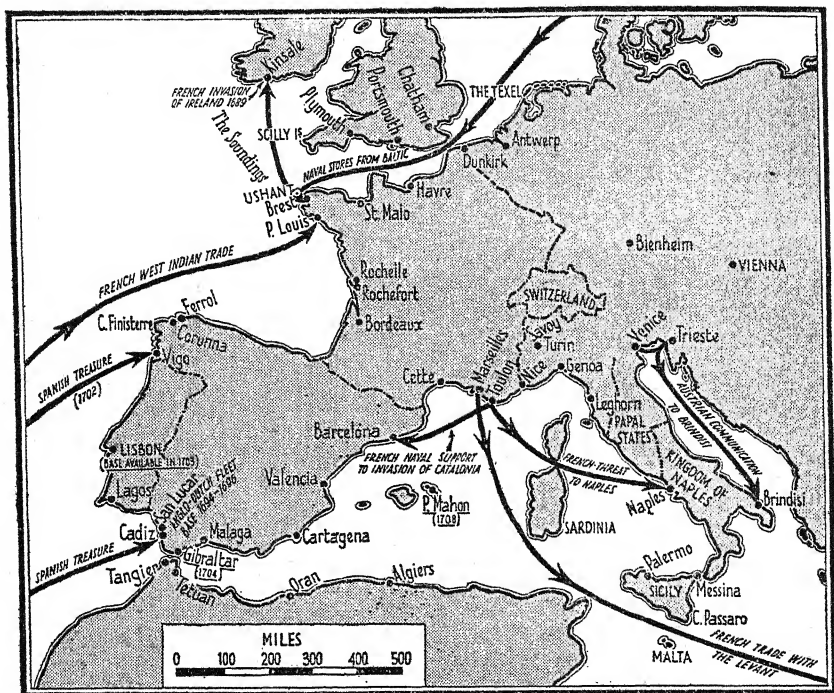 Kinsale
FRENCH INVASION
OF IRELAND 1689
The Soundings
SCILLY IS
Plymouth
Portsmouth
Chatham
THE TEXEL
NAVAL STORES FROM BALTIC
Antwerp
Dunkirk
USHANT
Brest
P. Louis
St. Malo
Havre
Blenheim
VIENNA
FRENCH WEST INDIAN TRADE
Rochelle
Rochefort
Bordeaux
SWITZERLAND
Savoy
Turin
Venice
Trieste
C. Finisterre
Ferrol
Corunna
Vigo
SPANISH TREASURE
(1702)
Cette
Marseilles
Toulon
Nice
Genoa
Leghorn
PAPAL
STATES
AUSTRIAN COMMUNICATION
TO BRINDISI
Barcelona
FRENCH NAVAL SUPPORT
TO INVASION OF CATALONIA
FRENCH THREAT
TO NAPLES
KINGDOM OF
NAPLES
Naples
Brindisi
LISBON
(BASE AVAILABLE IN 1703)
Lagos
San Lucar
ANGLO-DUTCH FLEET
BASE 1694-1696
Valencia
P. Mahon
(1708)
SARDINIA
Cadiz
Malaga
Cartagena
SPANISH TREASURE
Gibraltar
(1704)
Tangier
Tetuan
Oran
Algiers
Palermo
Messina
SICILY
C. Passaro
MALTA
FRENCH TRADE WITH
THE LEVANT
MILES
0 100 200 300 400 500